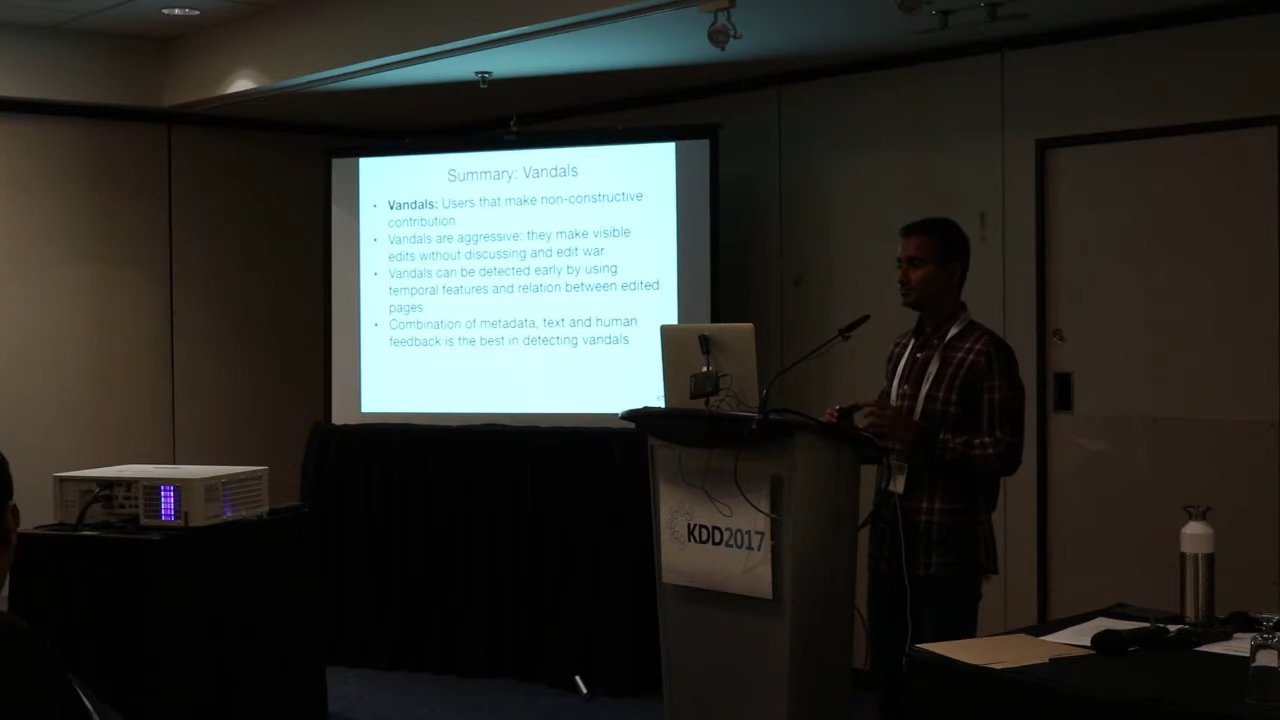 Summary: Vandals
• Vandals: Users that make non-constructive
contribution
• Vandals are aggressive: they make visible
edits without discussing and edit war
• Vandals can be detected early by using
temporal features and relation between edited
pages
• Combination of metadata, text and human
feedback is the best in detecting vandals
KDD2017